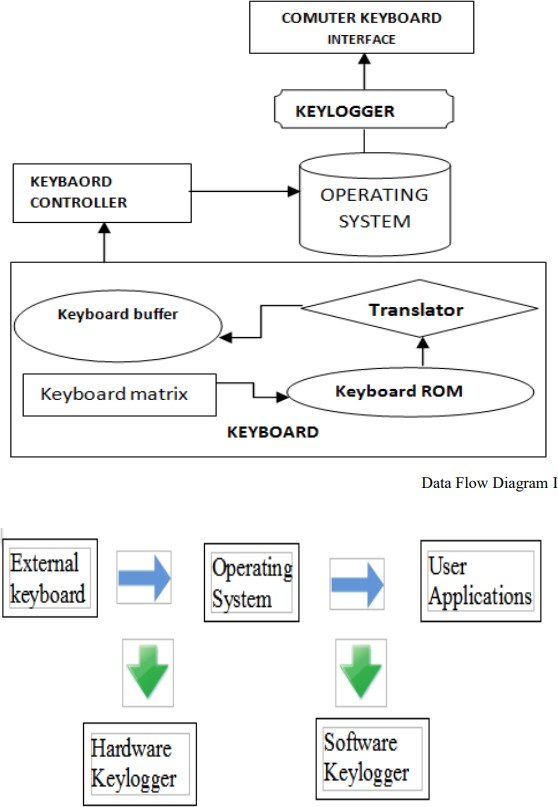 COMUTER KEYBOARD
INTERFACE
KEYLOGGER
KEYBAORD
CONTROLLER
OPERATING
SYSTEM
Keyboard buffer
Translator
Keyboard matrix
Keyboard ROM
KEYBOARD
Data Flow Diagram I
External
keyboard
Operating
System
User
Applications
Hardware
Keylogger
Software
Keylogger